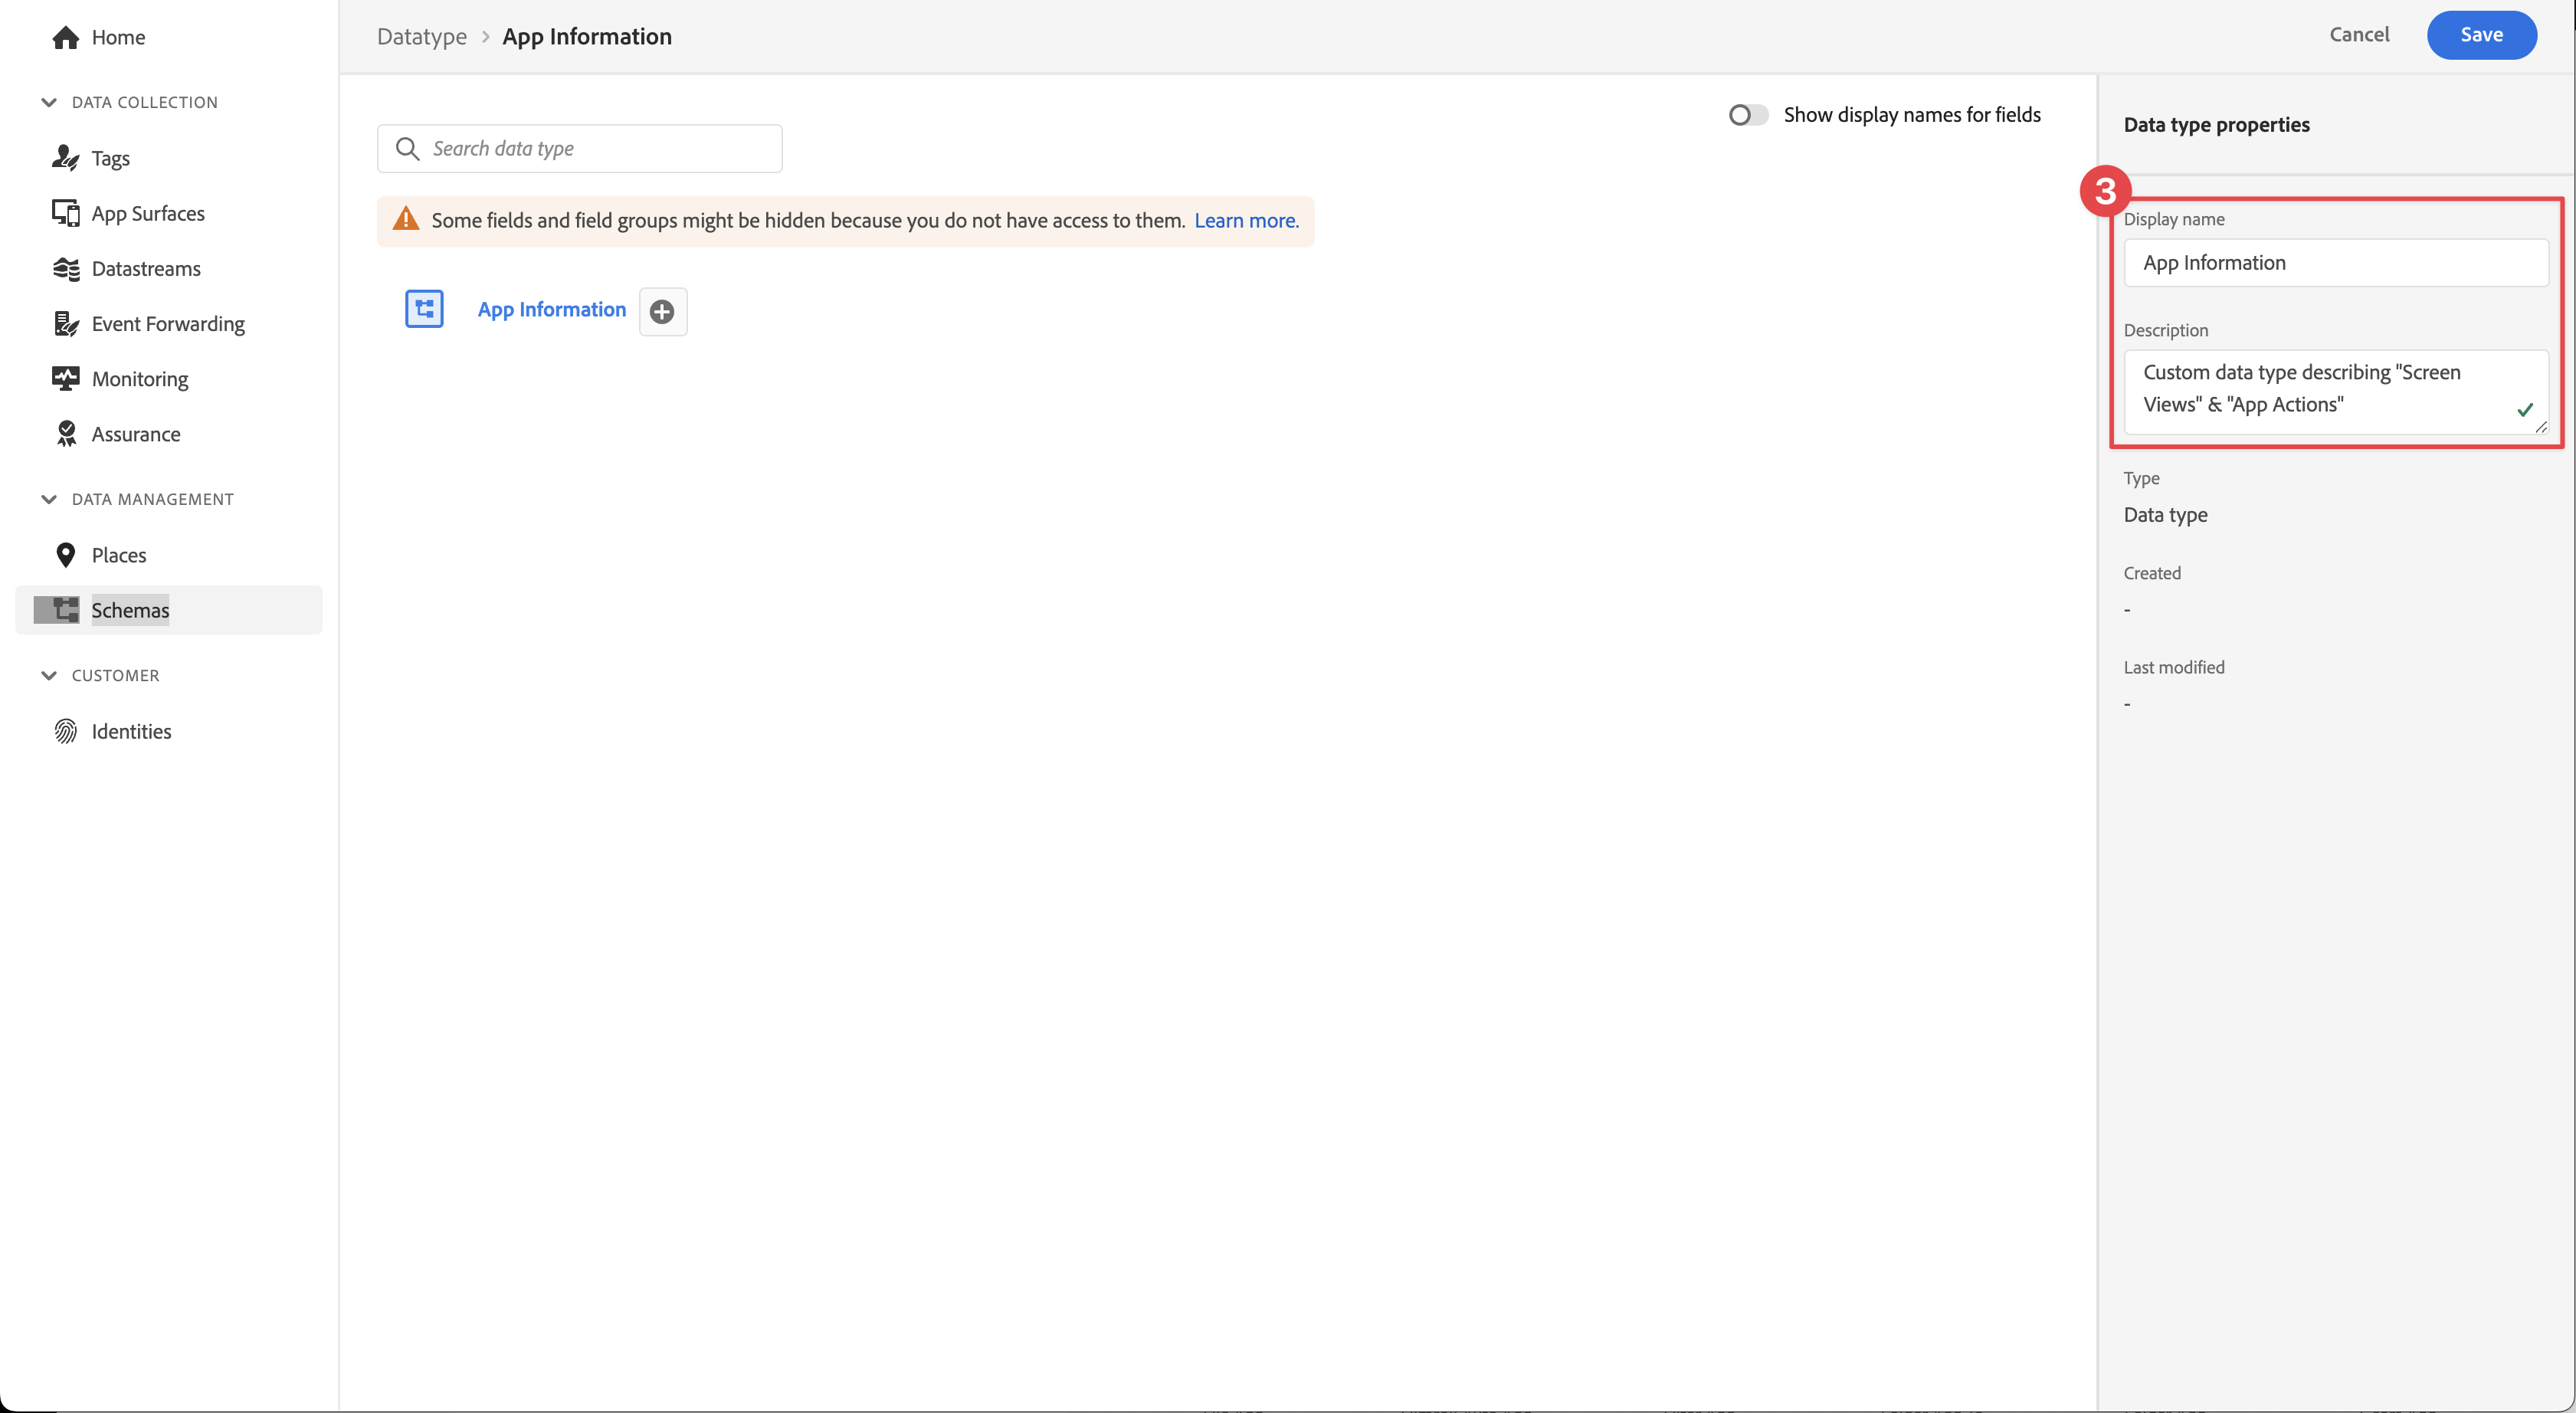 Home
DATA COLLECTION
Tags
App Surfaces
Datastreams
Event Forwarding
Monitoring
Assurance
DATA MANAGEMENT
Places
Schemas
CUSTOMER
Identities
Datatype > App Information
Cancel
Save
Search data type
Show display names for fields
Some fields and field groups might be hidden because you do not have access to them. Learn more.
App Information
Data type properties
3
Display name
App Information
Description
Custom data type describing "Screen
Views" & "App Actions"
Type
Data type
Created
-
Last modified
-